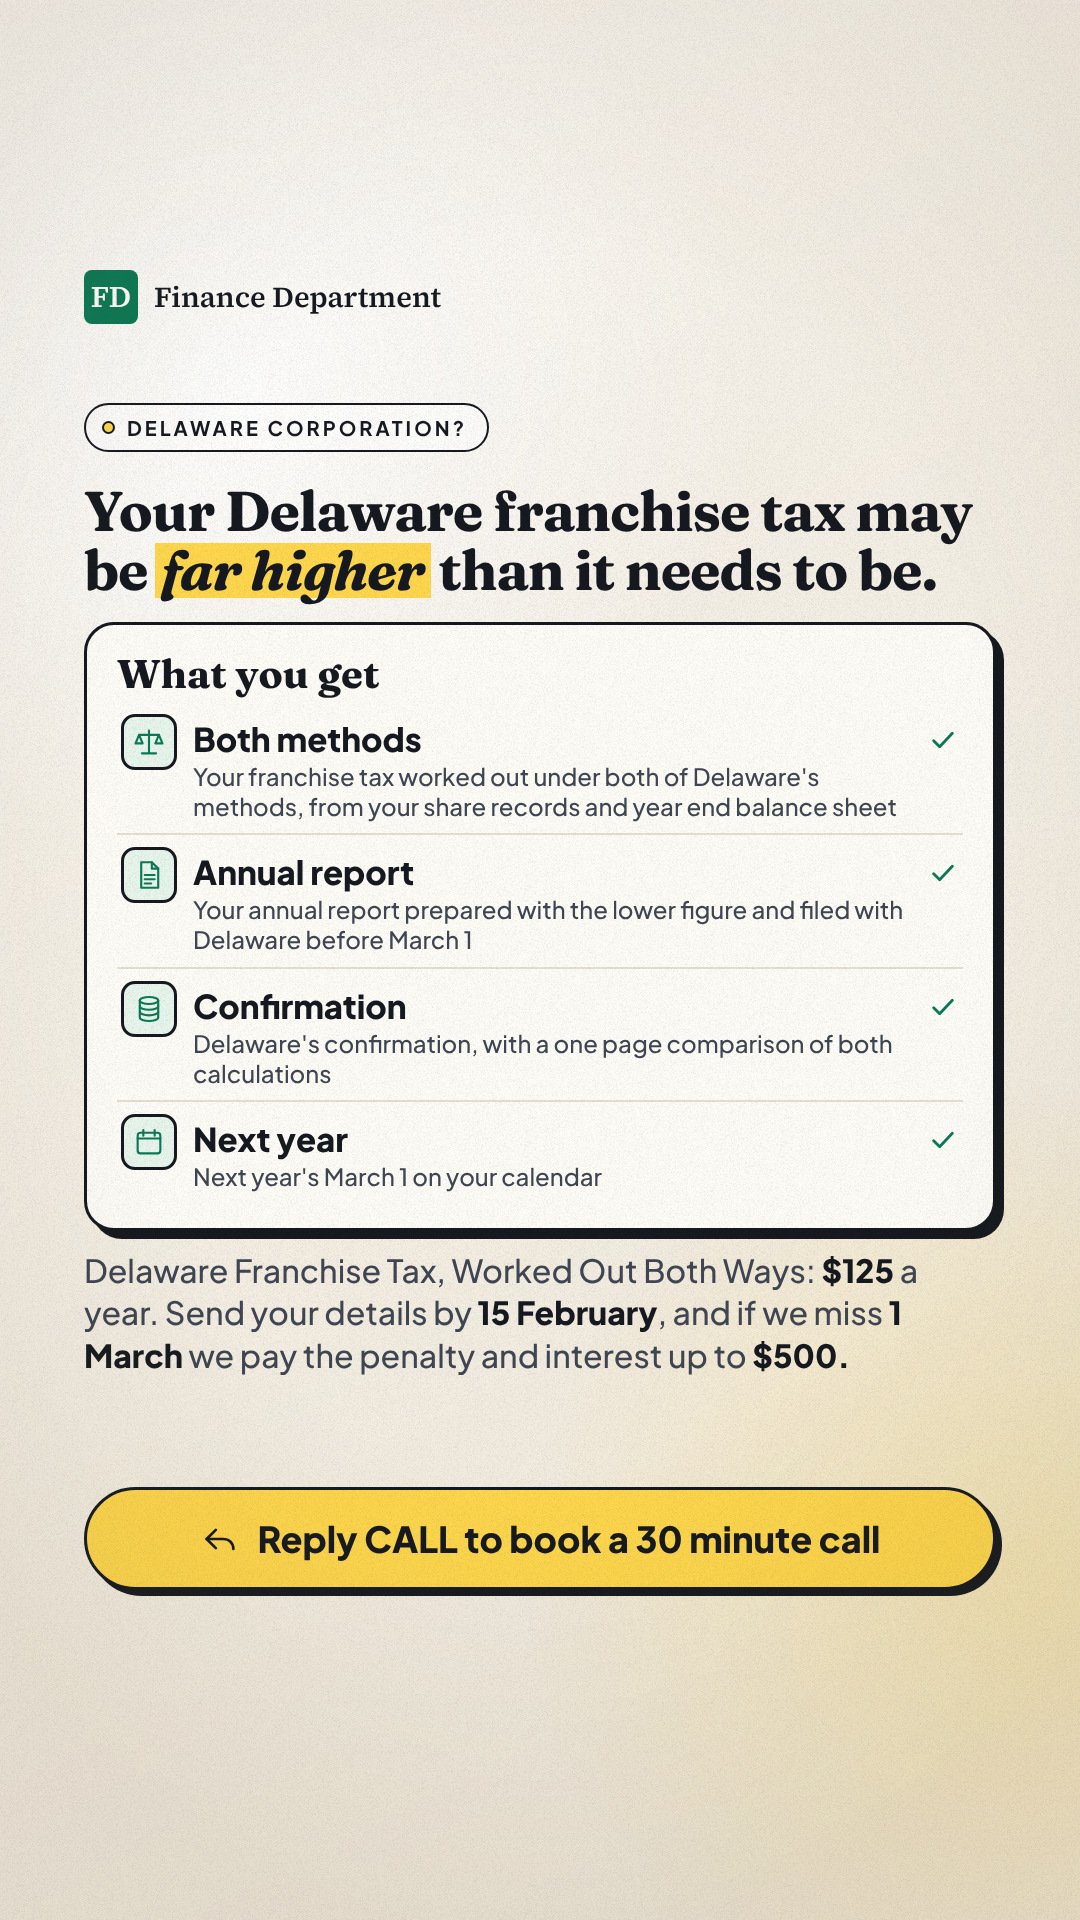 FD Finance Department
DELAWARE CORPORATION?
Your Delaware franchise tax may
be far higher than it needs to be.
What you get
Both methods
Your franchise tax worked out under both of Delaware's
methods, from your share records and year end balance sheet
Annual report
Your annual report prepared with the lower figure and filed with
Delaware before March 1
Confirmation
Delaware's confirmation, with a one page comparison of both
calculations
Next year
Next year's March 1 on your calendar
Delaware Franchise Tax, Worked Out Both Ways: $125 a
year. Send your details by 15 February, and if we miss 1
March we pay the penalty and interest up to $500.
Reply CALL to book a 30 minute call